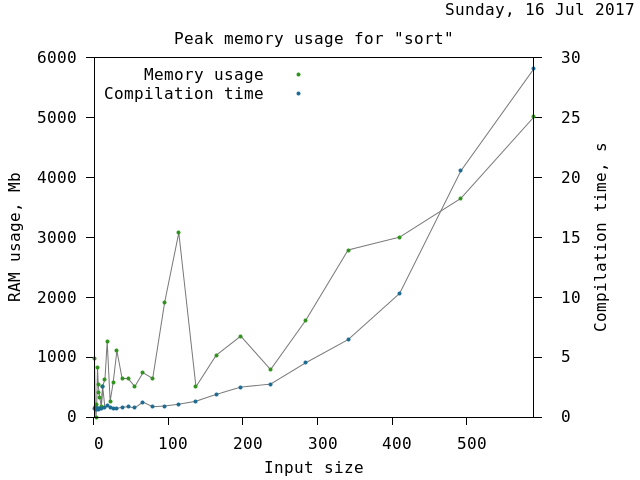 Sunday, 16 Jul 2017
Peak memory usage for "sort"
Memory usage
Compilation time
6000
5000
4000
3000
2000
1000
0
RAM usage, Mb
30
25
20
15
10
5
0
Compilation time, s
0 100 200 300 400 500
Input size